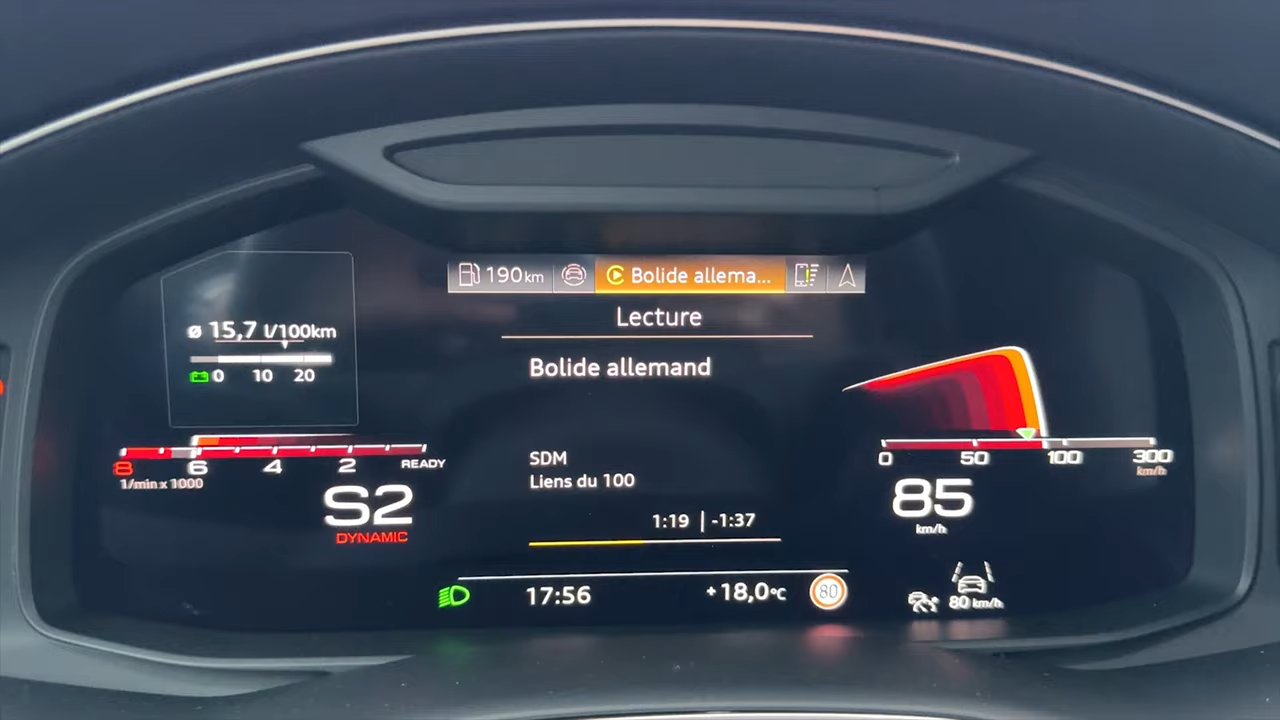 190 km
Bolide allema...
Lecture
Bolide allemand
SDM
Liens du 100
1:19 | -1:37
17:56
+18,0°C
80
ø 15,7 l/100km
0 10 20
8 6 4 2 READY
1/min x 1000
S2
DYNAMIC
0 50 100 300
km/h
85
km/h
80 km/h